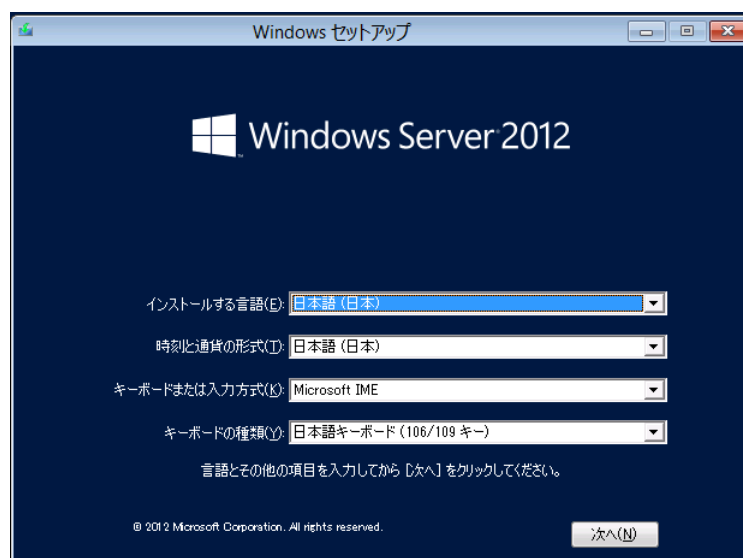 Windows セットアップ
Windows Server 2012
インストールする言語(E): 日本語 (日本)
時刻と通貨の形式(T): 日本語 (日本)
キーボードまたは入力方式(K): Microsoft IME
キーボードの種類(Y): 日本語キーボード (106/109 キー)
言語とその他の項目を入力してから [次へ] をクリックしてください。
© 2012 Microsoft Corporation. All rights reserved.
次へ(N)